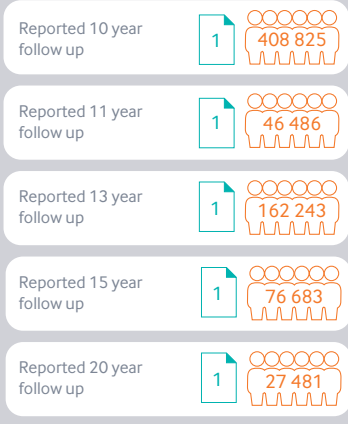 Reported 10 year
follow up
1
408 825
Reported 11 year
follow up
1
46 486
Reported 13 year
follow up
1
162 243
Reported 15 year
follow up
1
76 683
Reported 20 year
follow up
1
27 481